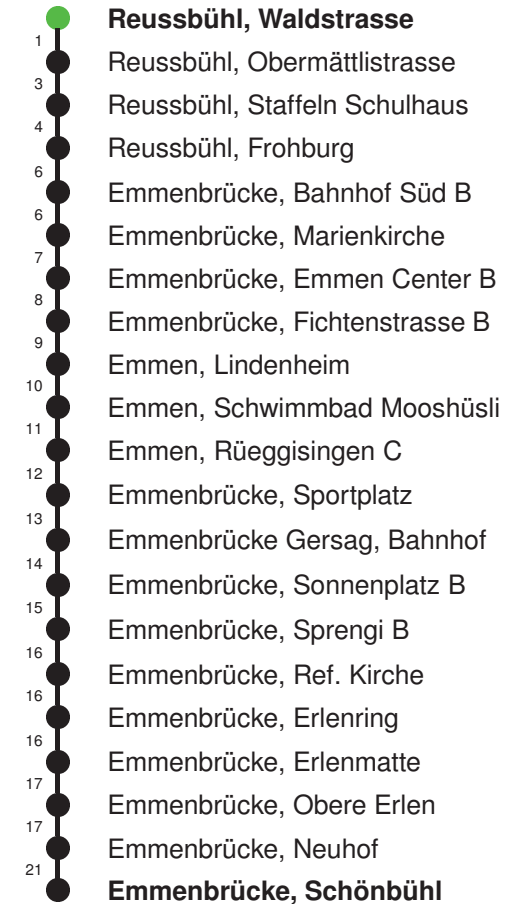 Reussbühl, Waldstrasse
1
Reussbühl, Obermättlistrasse
3
Reussbühl, Staffeln Schulhaus
4
Reussbühl, Frohburg
6
Emmenbrücke, Bahnhof Süd B
6
Emmenbrücke, Marienkirche
7
Emmenbrücke, Emmen Center B
8
Emmenbrücke, Fichtenstrasse B
9
Emmen, Lindenheim
10
Emmen, Schwimmbad Mooshüsli
11
Emmen, Rüeggisingen C
12
Emmenbrücke, Sportplatz
13
Emmenbrücke Gersag, Bahnhof
14
Emmenbrücke, Sonnenplatz B
15
Emmenbrücke, Sprengi B
16
Emmenbrücke, Ref. Kirche
16
Emmenbrücke, Erlenring
16
Emmenbrücke, Erlenmatte
17
Emmenbrücke, Obere Erlen
17
Emmenbrücke, Neuhof
21
Emmenbrücke, Schönbühl